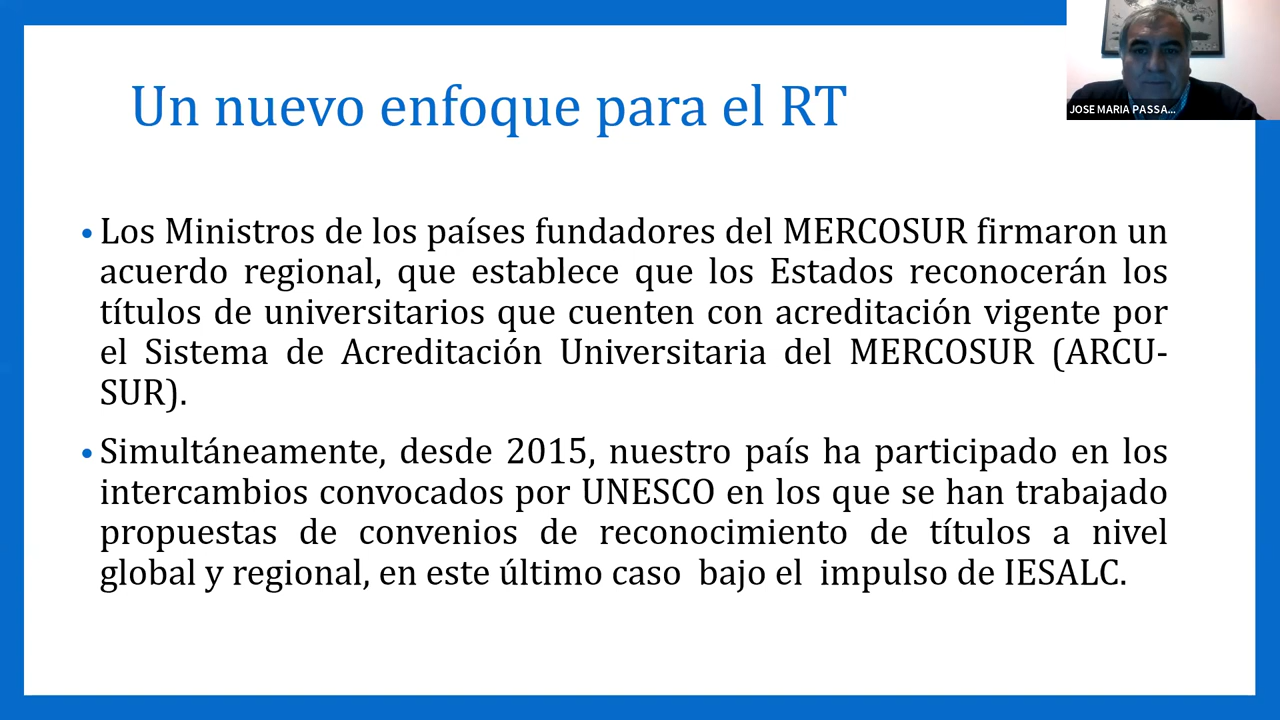 Un nuevo enfoque para el RT
JOSE MARIA PASSA...
• Los Ministros de los países fundadores del MERCOSUR firmaron un
acuerdo regional, que establece que los Estados reconocerán los
títulos de universitarios que cuenten con acreditación vigente por
el Sistema de Acreditación Universitaria del MERCOSUR (ARCU-
SUR).
• Simultáneamente, desde 2015, nuestro país ha participado en los
intercambios convocados por UNESCO en los que se han trabajado
propuestas de convenios de reconocimiento de títulos a nivel
global y regional, en este último caso  bajo el  impulso de IESALC.